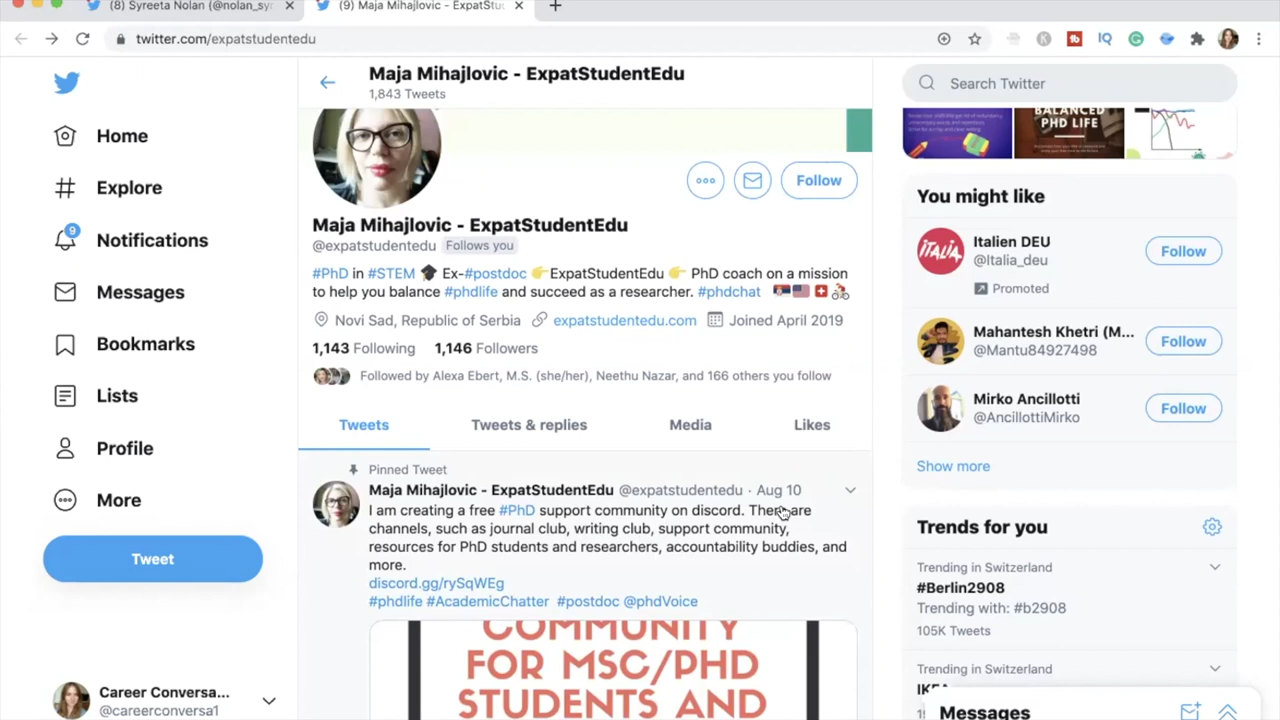 (8) Syreeta Nolan (@nolan_sy
(9) Maja Mihajlovic - ExpatStu
twitter.com/expatstudentedu
Home
Explore
9
Notifications
Messages
Bookmarks
Lists
Profile
More
Tweet
Career Conversa...
@careerconversa1
Maja Mihajlovic - ExpatStudentEdu
1,843 Tweets
Follow
Maja Mihajlovic - ExpatStudentEdu
@expatstudentedu Follows you
#PhD in #STEM Ex-#postdoc ExpatStudentEdu PhD coach on a mission
to help you balance #phdlife and succeed as a researcher. #phdchat
Novi Sad, Republic of Serbia expatstudentedu.com Joined April 2019
1,143 Following 1,146 Followers
Followed by Alexa Ebert, M.S. (she/her), Neethu Nazar, and 166 others you follow
Tweets Tweets & replies Media Likes
Pinned Tweet
Maja Mihajlovic - ExpatStudentEdu @expatstudentedu · Aug 10
I am creating a free #PhD support community on discord. There are
channels, such as journal club, writing club, support community,
resources for PhD students and researchers, accountability buddies, and
more.
discord.gg/rySqWEg
#phdlife #AcademicChatter #postdoc @phdVoice
COMMUNITY
FOR MSC/PHD
STUDENTS AND
Search Twitter
BALANCED
PHD LIFE
You might like
ITALIA
Italien DEU
@Italia_deu
Promoted
Follow
Mahantesh Khetri (M...
@Mantu84927498
Follow
Mirko Ancillotti
@AncillottiMirko
Follow
Show more
Trends for you
Trending in Switzerland
#Berlin2908
Trending with: #b2908
105K Tweets
Trending in Switzerland
IKEA
Messages